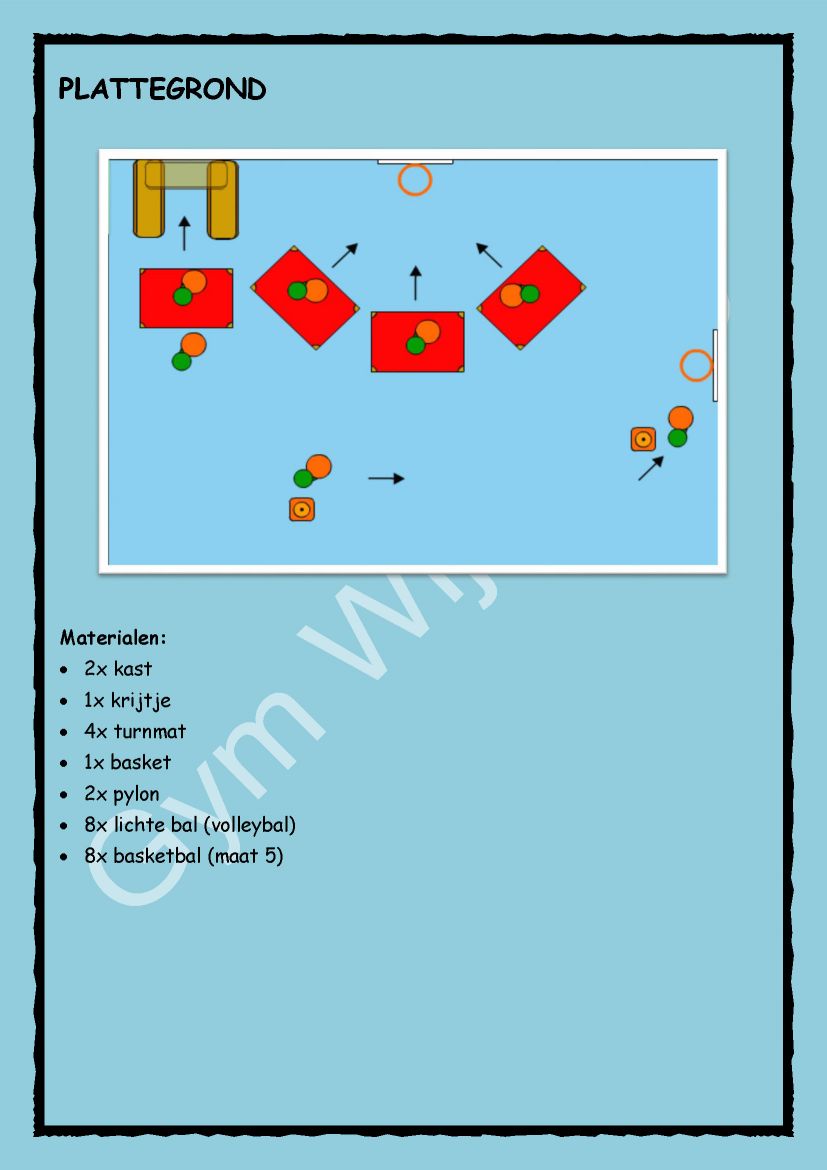 PLATTEGROND
Materialen:
• 2x kast
• 1x krijtje
• 4x turnmat
• 1x basket
• 2x pylon
• 8x lichte bal (volleybal)
• 8x basketbal (maat 5)
Gym